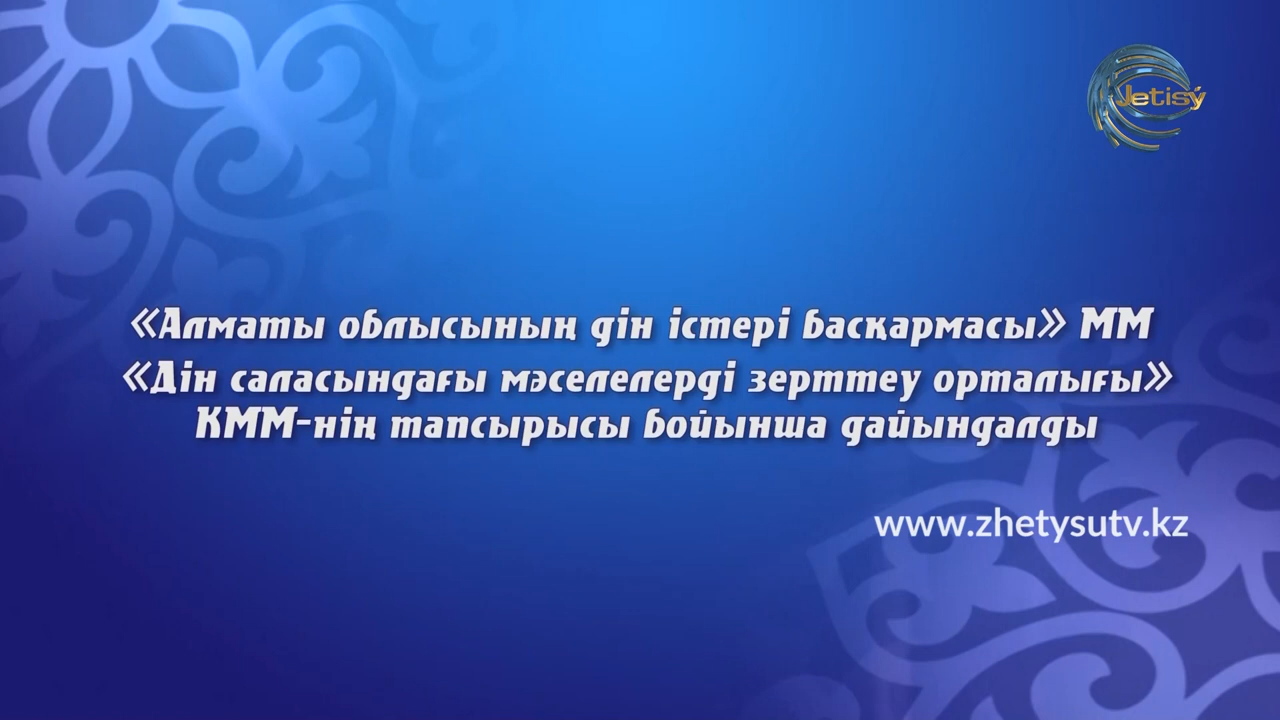 Jetisý
«Алматы облысының дін істері басқармасы» ММ
«Дін саласындағы мәселелерді зерттеу орталығы»
КММ-нің тапсырысы бойынша дайындалды
www.zhetysutv.kz